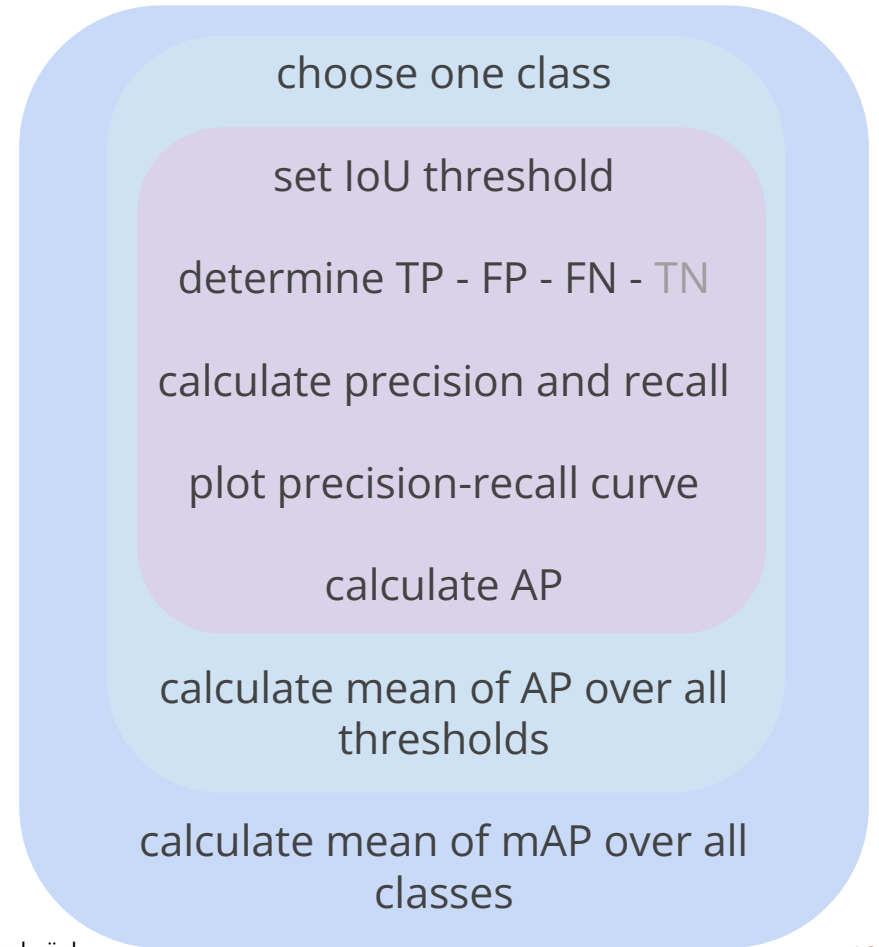 choose one class
set IoU threshold
determine TP - FP - FN - TN
calculate precision and recall
plot precision-recall curve
calculate AP
calculate mean of AP over all
thresholds
calculate mean of mAP over all
classes